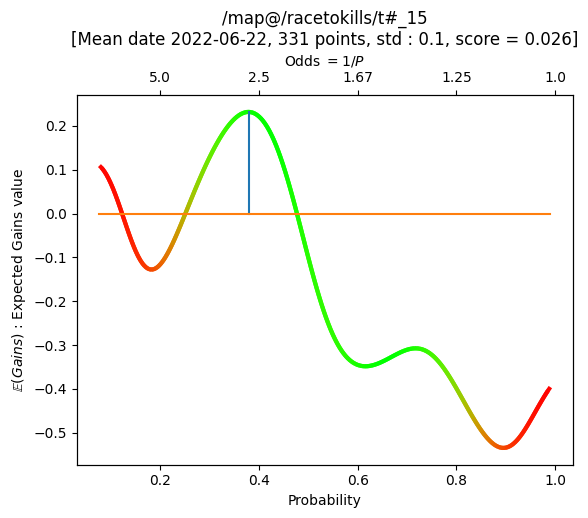 /map@/racetokills/t#_15
[Mean date 2022-06-22, 331 points, std : 0.1, score = 0.026]
Odds = 1/P
5.0 2.5 1.67 1.25 1.0
0.2
0.1
0.0
−0.1
−0.2
−0.3
−0.4
−0.5
𝔼(Gains) : Expected Gains value
0.2 0.4 0.6 0.8 1.0
Probability